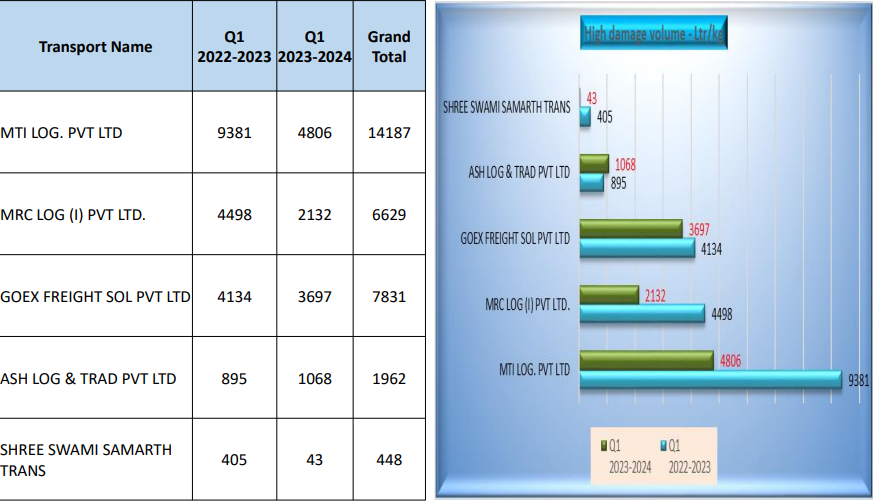 Transport Name
Q1
2022-2023
Q1
2023-2024
Grand
Total
MTI LOG. PVT LTD 9381 4806 14187
MRC LOG (I) PVT LTD. 4498 2132 6629
GOEX FREIGHT SOL PVT LTD 4134 3697 7831
ASH LOG & TRAD PVT LTD 895 1068 1962
SHREE SWAMI SAMARTH
TRANS
405 43 448
High damage volume - Ltr/kg
SHREE SWAMI SAMARTH TRANS
43
405
ASH LOG & TRAD PVT LTD
1068
895
GOEX FREIGHT SOL PVT LTD
3697
4134
MRC LOG (I) PVT LTD.
2132
4498
MTI LOG. PVT LTD
4806
9381
Q1
2023-2024
Q1
2022-2023